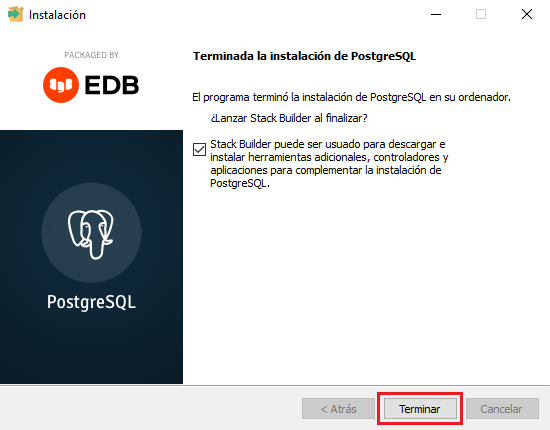 Instalación
PACKAGED BY
EDB
PostgreSQL
Terminada la instalación de PostgreSQL
El programa terminó la instalación de PostgreSQL en su ordenador.
¿Lanzar Stack Builder al finalizar?
Stack Builder puede ser usado para descargar e
instalar herramientas adicionales, controladores y
aplicaciones para complementar la instalación de
PostgreSQL.
< Atrás
Terminar
Cancelar